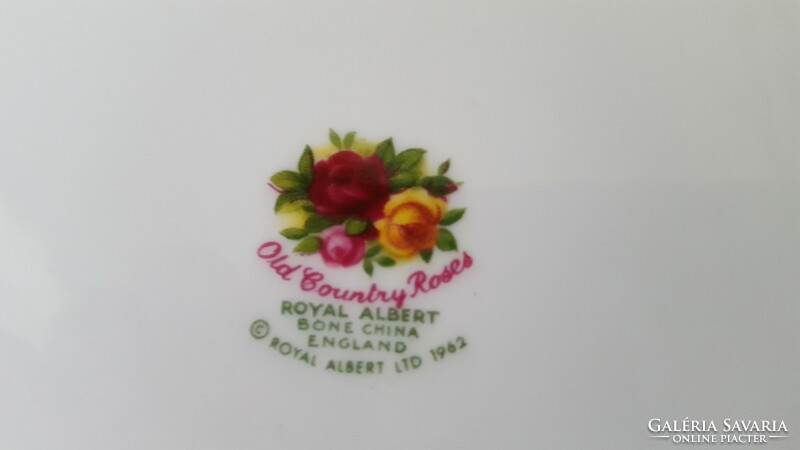 Old Country Roses
ROYAL ALBERT
BONE CHINA
ENGLAND
© ROYAL ALBERT LTD 1962
GALÉRIA SAVARIA
ONLINE PIACTÉR